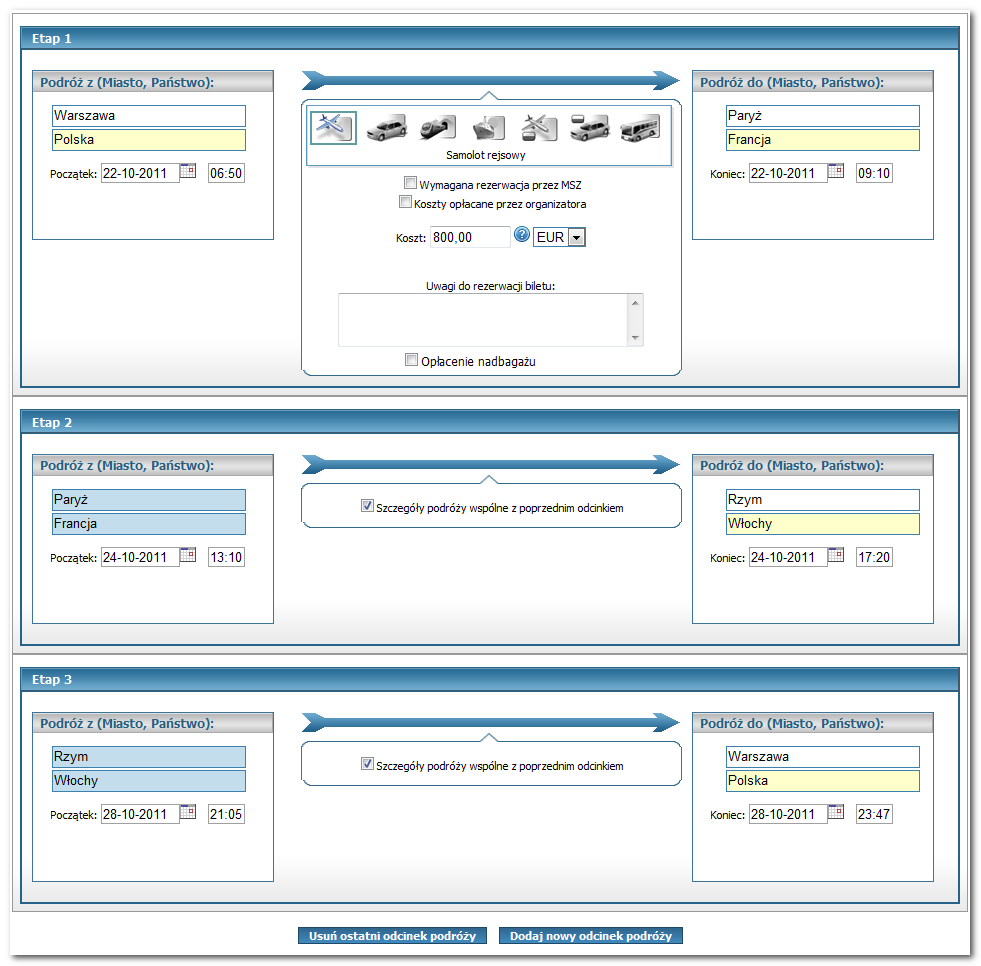 Etap 1
Podróż z (Miasto, Państwo):
Warszawa
Polska
Początek: 22-10-2011 06:50
Samolot rejsowy
Wymagana rezerwacja przez MSZ
Koszty opłacane przez organizatora
Koszt: 800,00 ? EUR
Uwagi do rezerwacji biletu:
Opłacenie nadbagażu
Podróż do (Miasto, Państwo):
Paryż
Francja
Koniec: 22-10-2011 09:10
Etap 2
Podróż z (Miasto, Państwo):
Paryż
Francja
Początek: 24-10-2011 13:10
Szczegóły podróży wspólne z poprzednim odcinkiem
Podróż do (Miasto, Państwo):
Rzym
Włochy
Koniec: 24-10-2011 17:20
Etap 3
Podróż z (Miasto, Państwo):
Rzym
Włochy
Początek: 28-10-2011 21:05
Szczegóły podróży wspólne z poprzednim odcinkiem
Podróż do (Miasto, Państwo):
Warszawa
Polska
Koniec: 28-10-2011 23:47
Usuń ostatni odcinek podróży
Dodaj nowy odcinek podróży